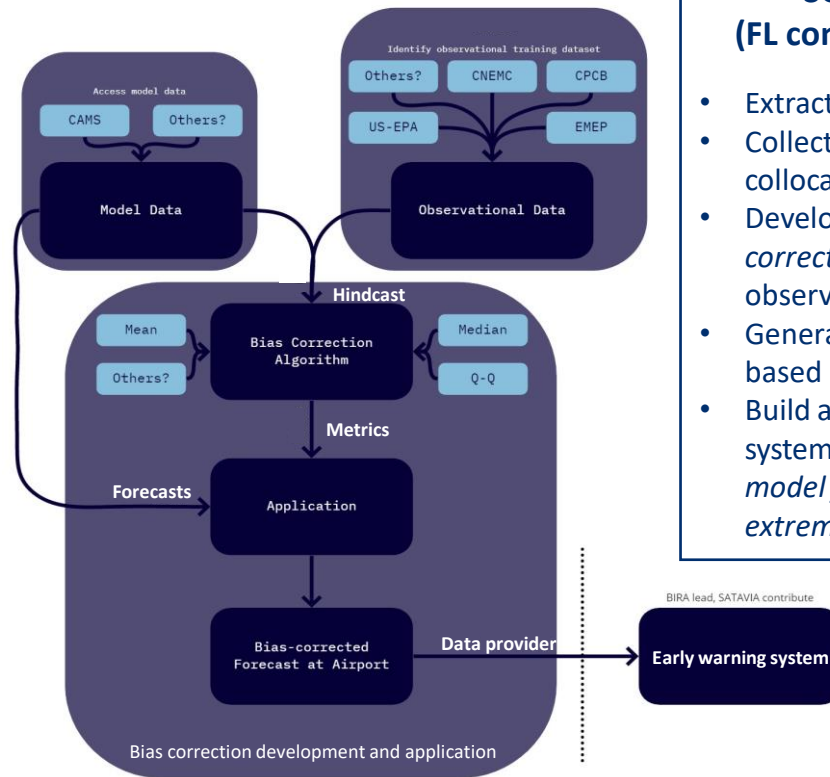 Identify observational training dataset
Others?
CNEMC
CPCB
US-EPA
EMEP
Observational Data
Access model data
CAMS
Others?
Model Data
Hindcast
Mean
Others?
Bias Correction
Algorithm
Median
Q-Q
Metrics
Forecasts
Application
Bias-corrected
Forecast at Airport
Data provider
Bias correction development and application
BIRA lead, SATAVIA contribute
Early warning system
(FL
• Extract
• Collect
colloca
• Develo
correct
observ
• Genera
based
• Build a
system
model
extrem